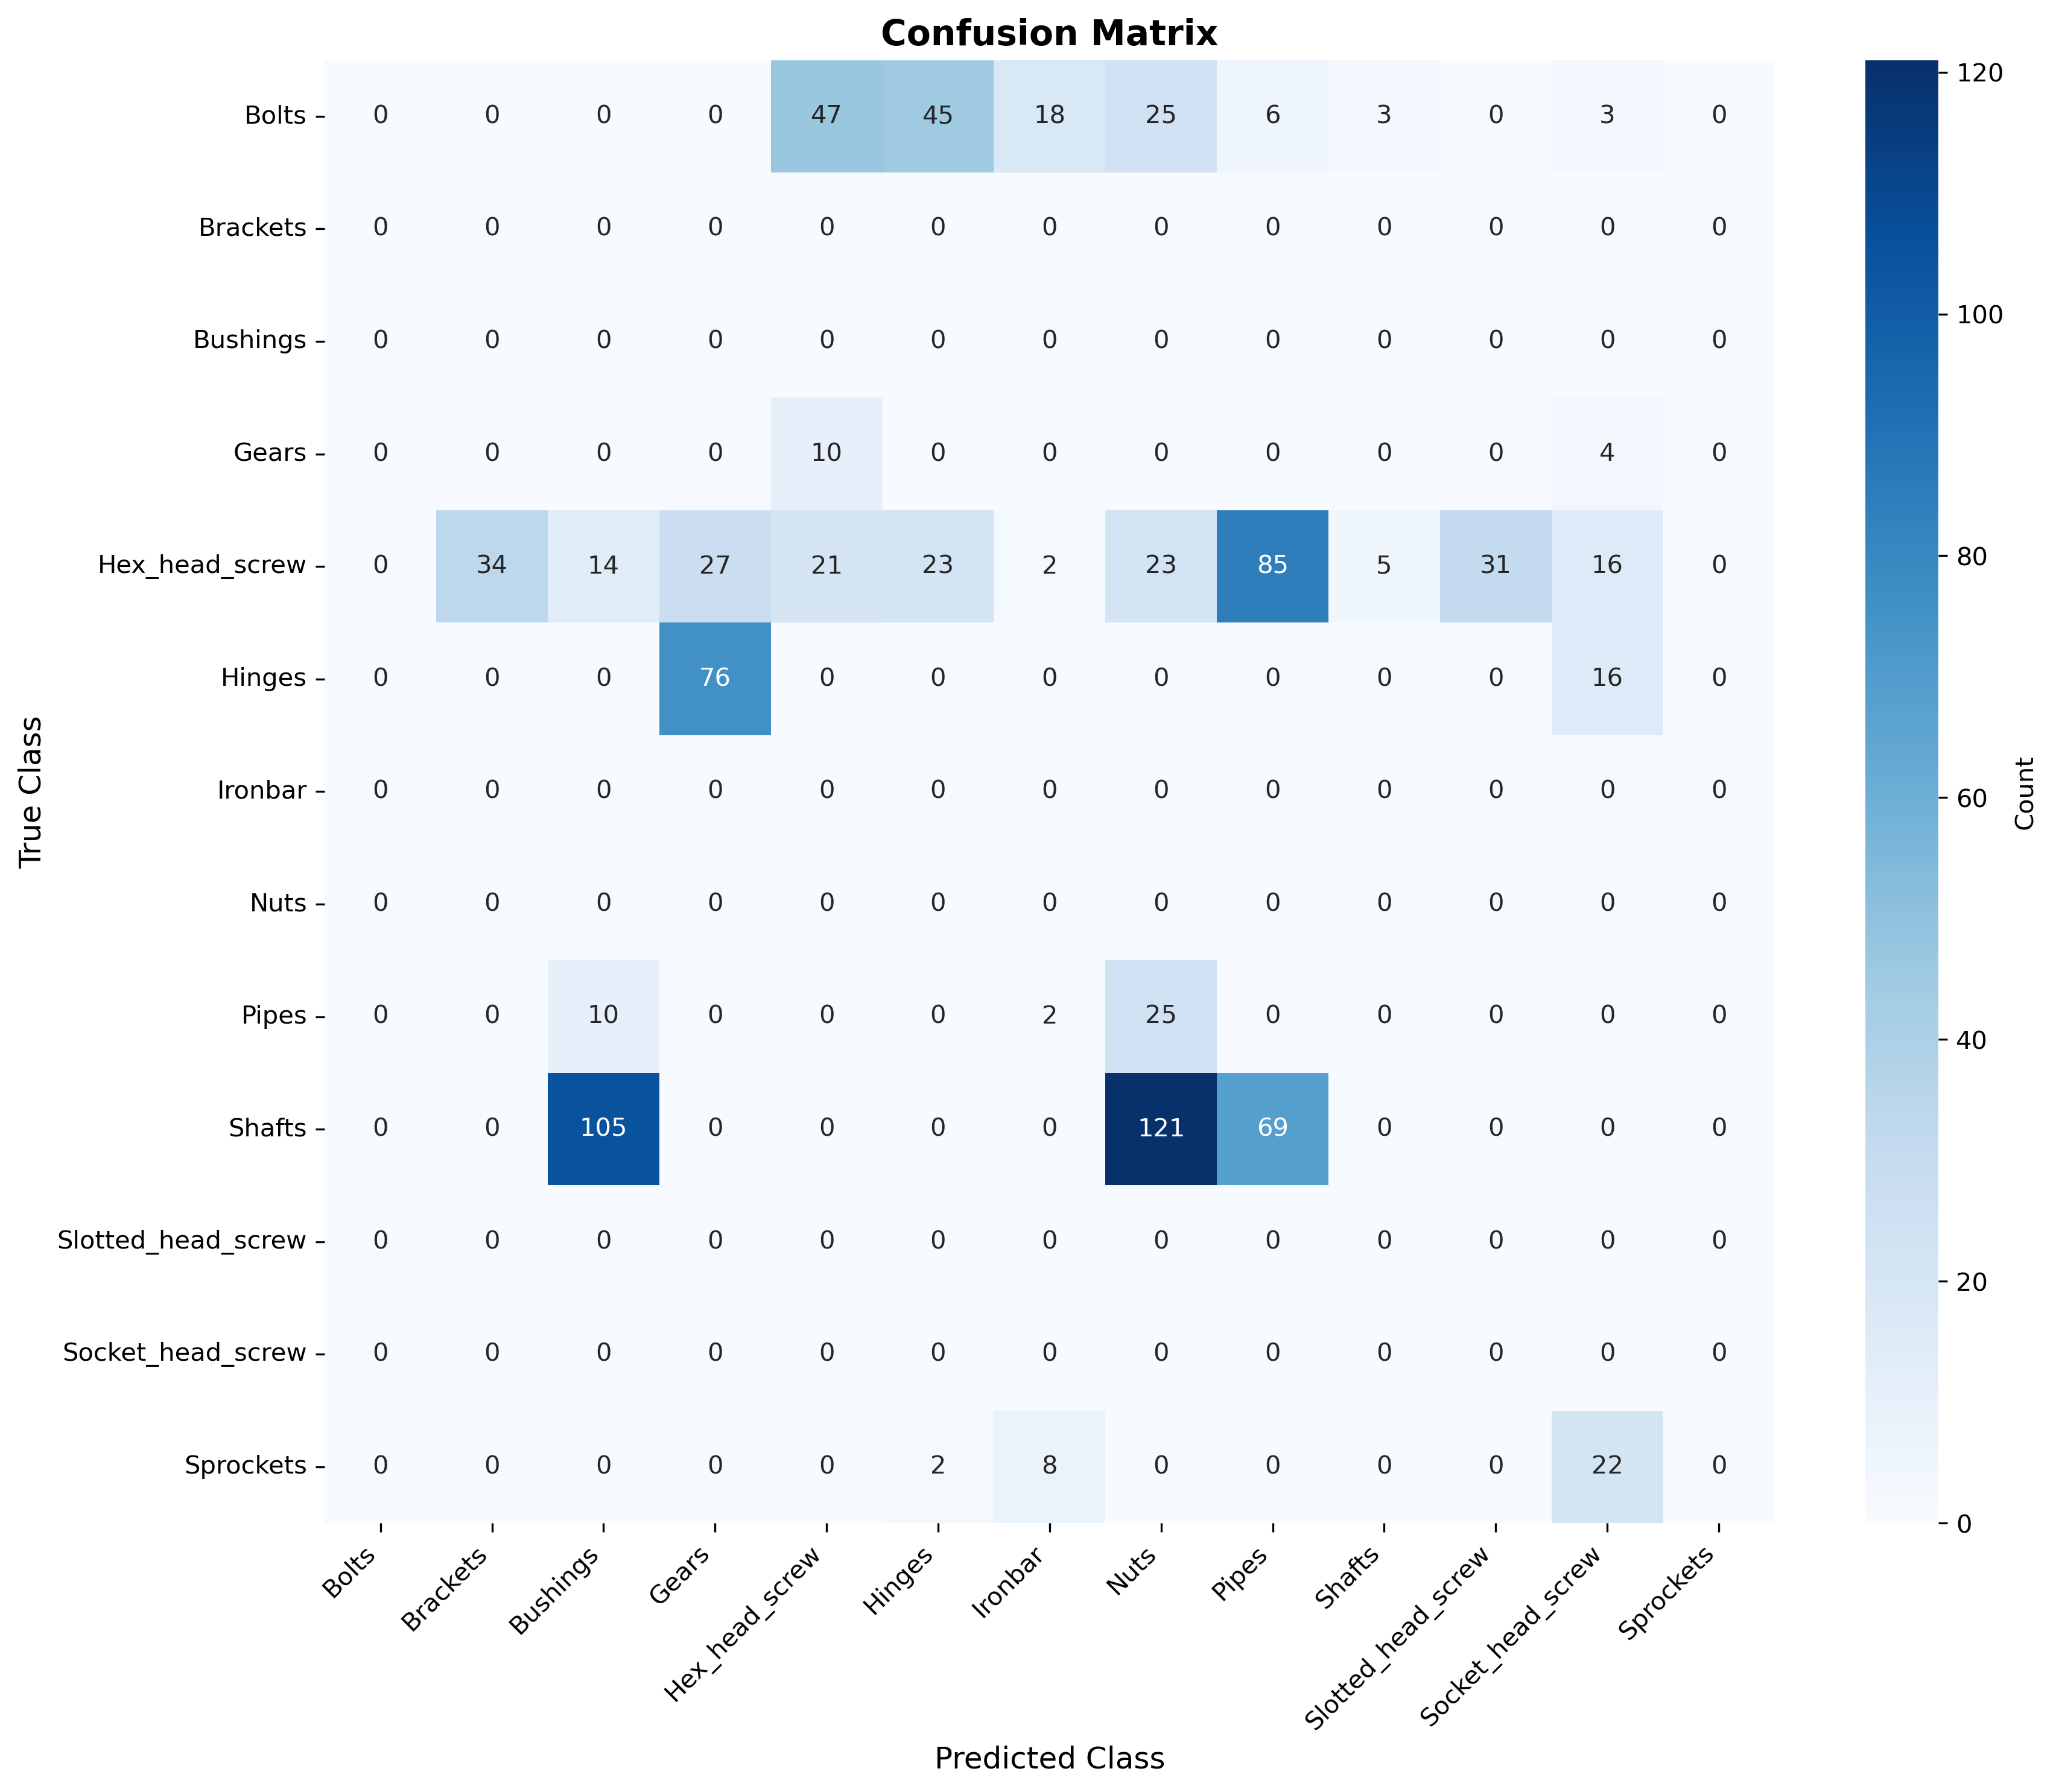 Confusion Matrix
Bolts 0 0 0 0 47 45 18 25 6 3 0 3 0
Brackets 0 0 0 0 0 0 0 0 0 0 0 0 0
Bushings 0 0 0 0 0 0 0 0 0 0 0 0 0
Gears 0 0 0 0 10 0 0 0 0 0 0 4 0
Hex_head_screw 0 34 14 27 21 23 2 23 85 5 31 16 0
Hinges 0 0 0 76 0 0 0 0 0 0 0 16 0
Ironbar 0 0 0 0 0 0 0 0 0 0 0 0 0
Nuts 0 0 0 0 0 0 0 0 0 0 0 0 0
Pipes 0 0 10 0 0 0 2 25 0 0 0 0 0
Shafts 0 0 105 0 0 0 0 121 69 0 0 0 0
Slotted_head_screw 0 0 0 0 0 0 0 0 0 0 0 0 0
Socket_head_screw 0 0 0 0 0 0 0 0 0 0 0 0 0
Sprockets 0 0 0 0 0 2 8 0 0 0 0 22 0
Bolts Brackets Bushings Gears Hex_head_screw Hinges Ironbar Nuts Pipes Shafts Slotted_head_screw Socket_head_screw Sprockets
Predicted Class
True Class
120
100
80
60
40
20
0
Count